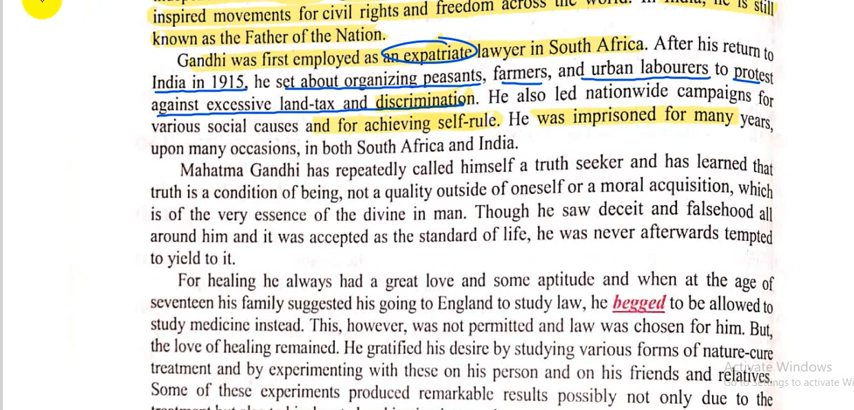 inspired movements for civil rights and freedom across the world. In India, he is still
known as the Father of the Nation.
Gandhi was first employed as an expatriate lawyer in South Africa. After his return to
India in 1915, he set about organizing peasants, farmers, and urban labourers to protest
against excessive land-tax and discrimination. He also led nationwide campaigns for
various social causes and for achieving self-rule. He was imprisoned for many years,
upon many occasions, in both South Africa and India.
Mahatma Gandhi has repeatedly called himself a truth seeker and has learned that
truth is a condition of being, not a quality outside of oneself or a moral acquisition, which
is of the very essence of the divine in man. Though he saw deceit and falsehood all
around him and it was accepted as the standard of life, he was never afterwards tempted
to yield to it.
For healing he always had a great love and some aptitude and when at the age of
seventeen his family suggested his going to England to study law, he begged to be allowed to
study medicine instead. This, however, was not permitted and law was chosen for him. But,
the love of healing remained. He gratified his desire by studying various forms of nature-cure
treatment and by experimenting with these on his person and on his friends and relatives.
Some of these experiments produced remarkable results possibly not only due to the
Activate Windows
Go to Settings to activate Wi